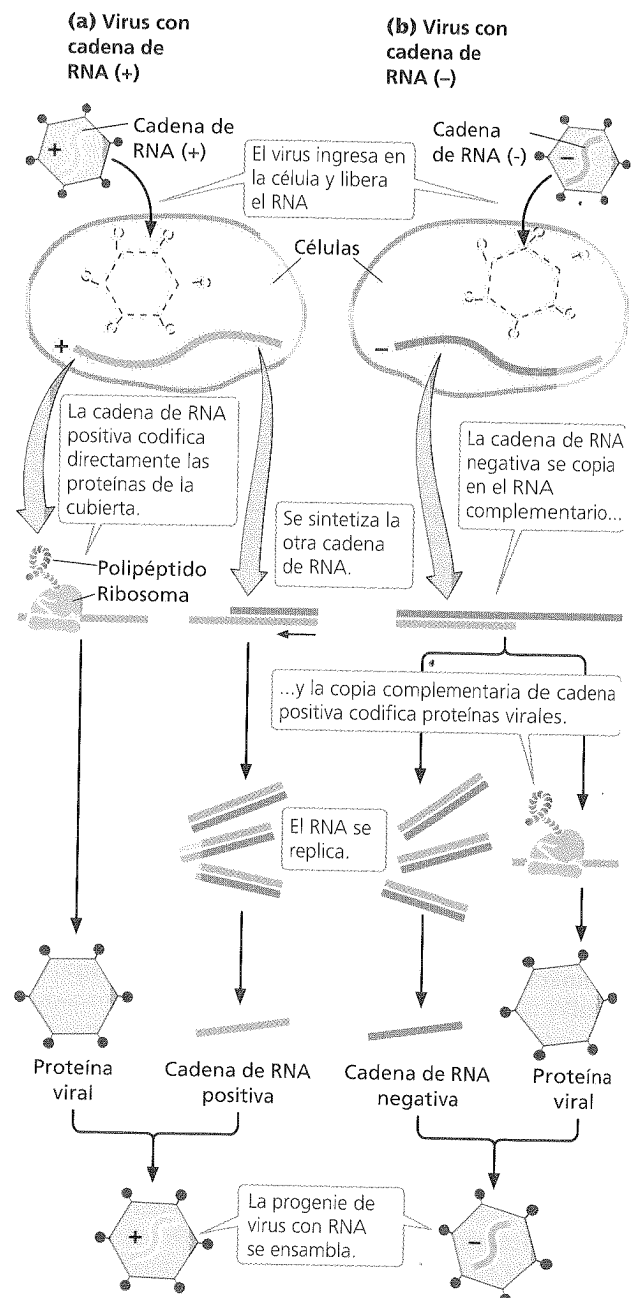 (a) Virus con
cadena de
RNA (+)
(b) Virus con
cadena de
RNA (–)
Cadena de
RNA (+)
+
El virus ingresa en
la célula y libera
el RNA
Cadena
de RNA (-)
–
Células
+
–
La cadena de RNA
positiva codifica
directamente las
proteínas de la
cubierta.
La cadena de RNA
negativa se copia
en el RNA
complementario...
Se sintetiza la
otra cadena
de RNA.
Polipéptido
Ribosoma
...y la copia complementaria de cadena
positiva codifica proteínas virales.
El RNA se
replica.
Proteína
viral
Cadena de RNA
positiva
Cadena de RNA
negativa
Proteína
viral
+
La progenie de
virus con RNA
se ensambla.
–